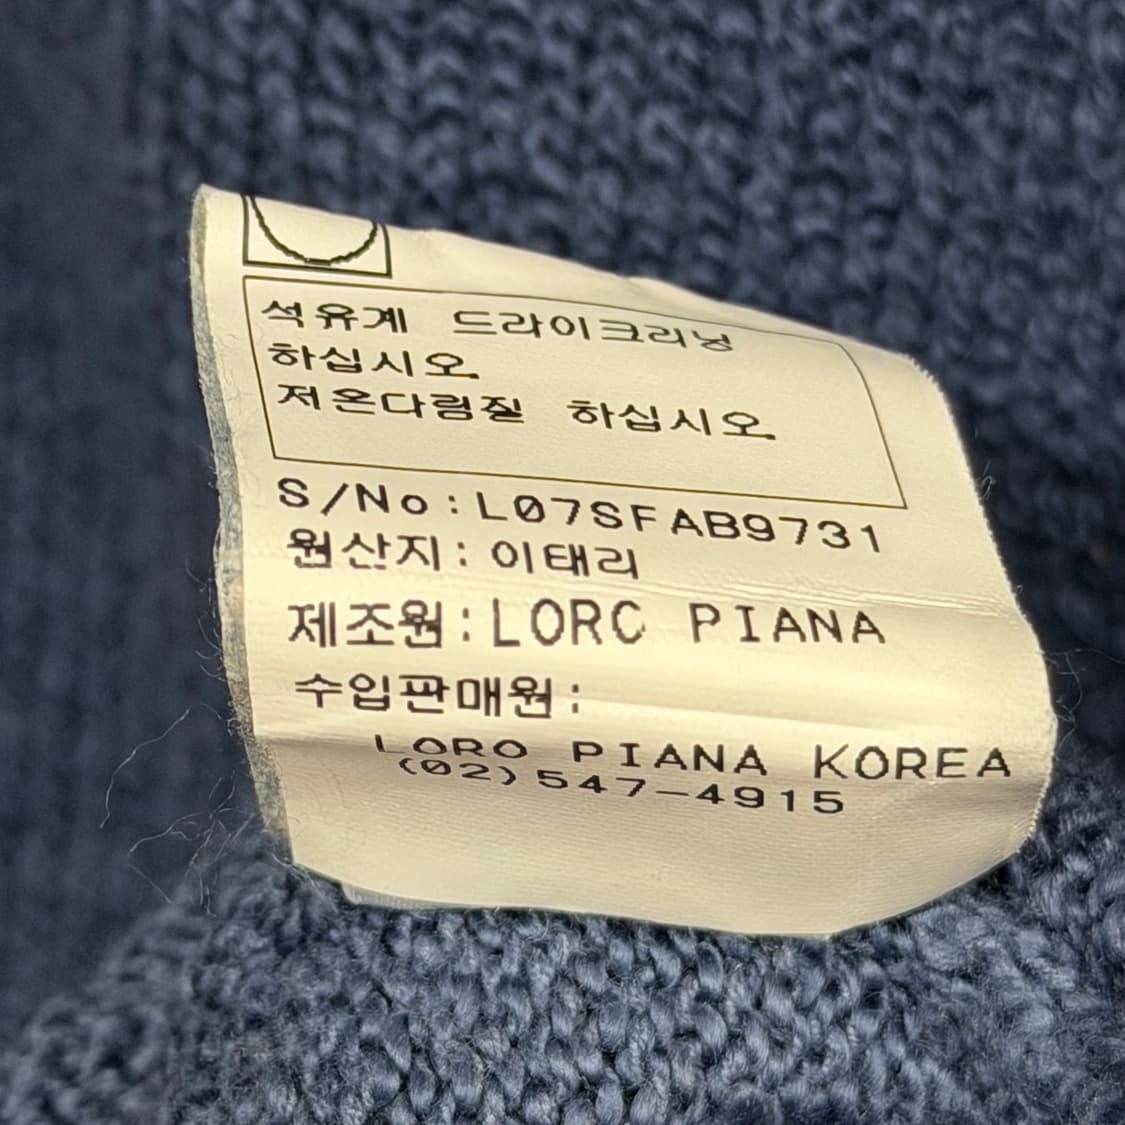 석유계 드라이크리닝
하십시오.
저온다림질 하십시오.
S/No:L07SFAB9731
원산지:이태리
제조원:LORO PIANA
수입판매원:
LORO PIANA KOREA
(02)547-4915